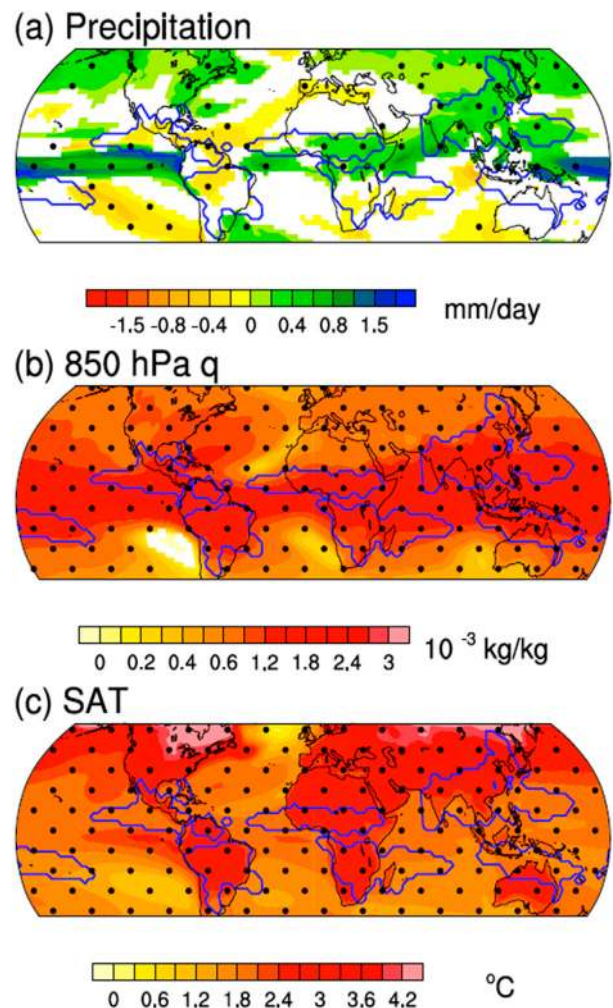 (a) Precipitation
-1.5 -0.8 -0.4 0 0.4 0.8 1.5 mm/day
(b) 850 hPa q
0 0.2 0.4 0.6 1.2 1.8 2.4 3 10 -3 kg/kg
(c) SAT
0 0.6 1.2 1.8 2.4 3 3.6 4.2 °C